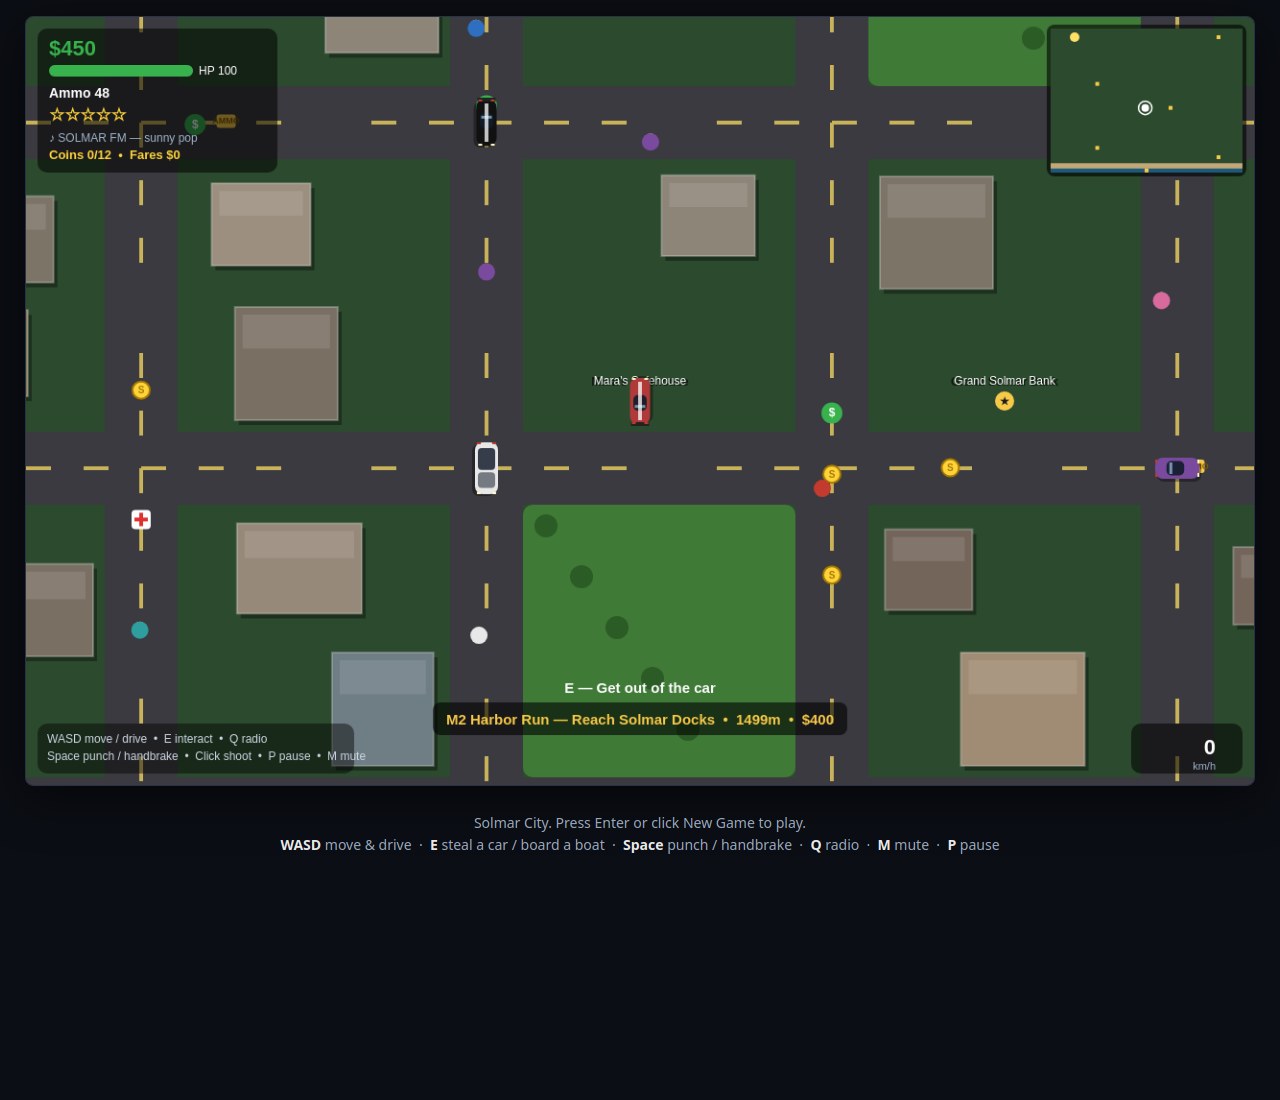 $450
HP 100
Ammo 48
☆☆☆☆☆
♪ SOLMAR FM — sunny pop
Coins 0/12 • Fares $0
$
$
Grand Solmar Bank
★
S
S
S
S
E — Get out of the car
M2 Harbor Run — Reach Solmar Docks • 1499m • $400
WASD move / drive • E interact • Q radio
Space punch / handbrake • Click shoot • P pause • M mute
0
km/h
Solmar City. Press Enter or click New Game to play.
WASD move & drive · E steal a car / board a boat · Space punch / handbrake · Q radio · M mute · P pause